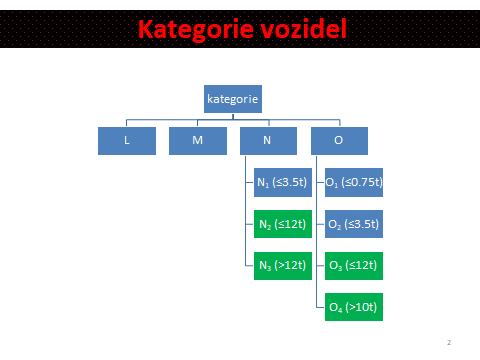 Kategorie vozidel
kategorie
L M N O
N₁ (≤3.5t) O₁ (≤0.75t)
N₂ (≤12t) O₂ (≤3.5t)
N₃ (>12t) O₃ (≤12t)
O₄ (>10t)
2